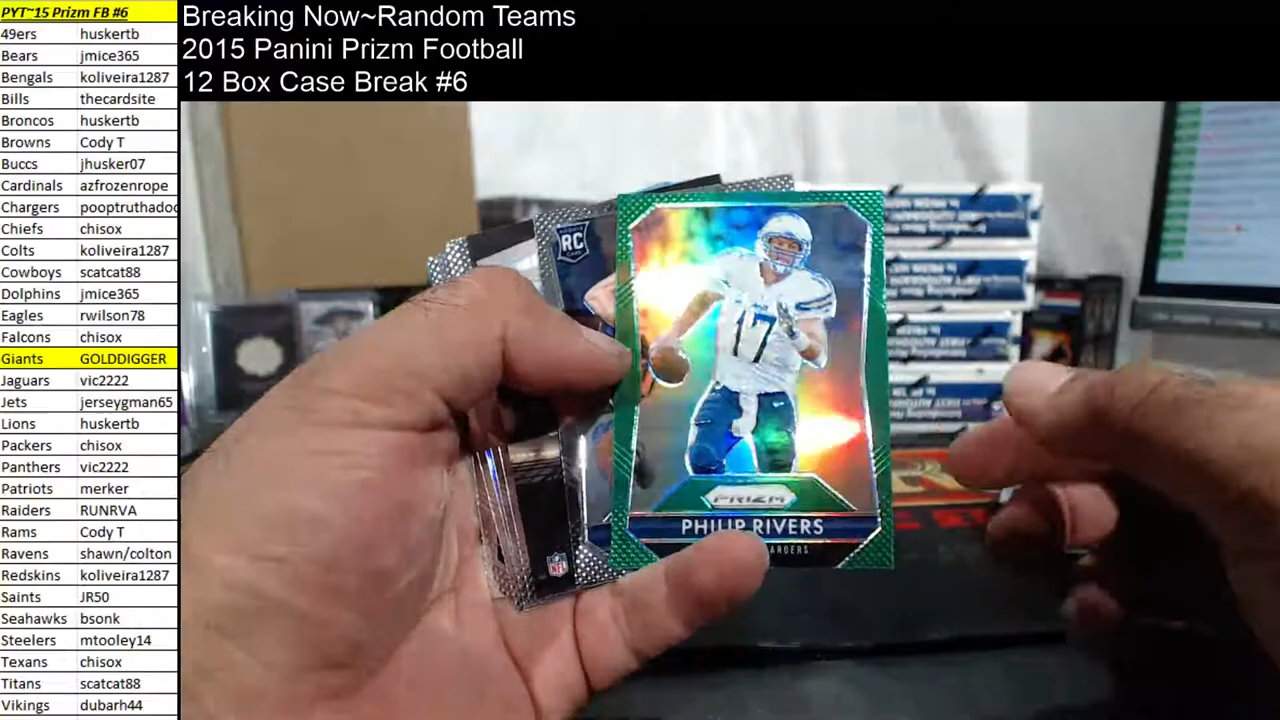 PYT~15 Prizm FB #6
49ers huskertb
Bears jmice365
Bengals koliveira1287
Bills thecardsite
Broncos huskertb
Browns Cody T
Buccs jhusker07
Cardinals azfrozenrope
Chargers pooptruthadoo
Chiefs chisox
Colts koliveira1287
Cowboys scatcat88
Dolphins jmice365
Eagles rwilson78
Falcons chisox
Giants GOLDDIGGER
Jaguars vic2222
Jets jerseygman65
Lions huskertb
Packers chisox
Panthers vic2222
Patriots merker
Raiders RUNRVA
Rams Cody T
Ravens shawn/colton
Redskins koliveira1287
Saints JR50
Seahawks bsonk
Steelers mtooley14
Texans chisox
Titans scatcat88
Vikings dubarh44
Breaking Now~Random Teams
2015 Panini Prizm Football
12 Box Case Break #6
RC
17
PRIZM
PHILIP RIVERS
NFL